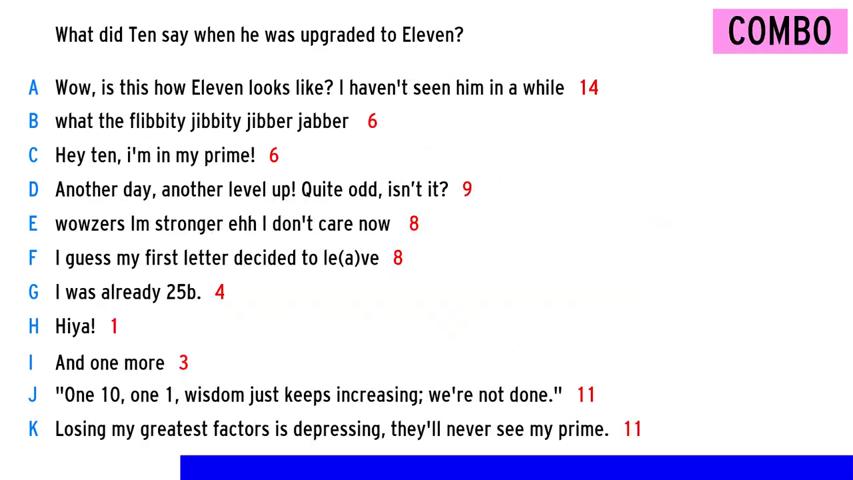 What did Ten say when he was upgraded to Eleven?
COMBO
A Wow, is this how Eleven looks like? I haven't seen him in a while 14
B what the flibbity jibbity jibber jabber 6
C Hey ten, i'm in my prime! 6
D Another day, another level up! Quite odd, isn’t it? 9
E wowzers Im stronger ehh I don't care now 8
F I guess my first letter decided to le(a)ve 8
G I was already 25b. 4
H Hiya! 1
I And one more 3
J "One 10, one 1, wisdom just keeps increasing; we're not done." 11
K Losing my greatest factors is depressing, they'll never see my prime. 11